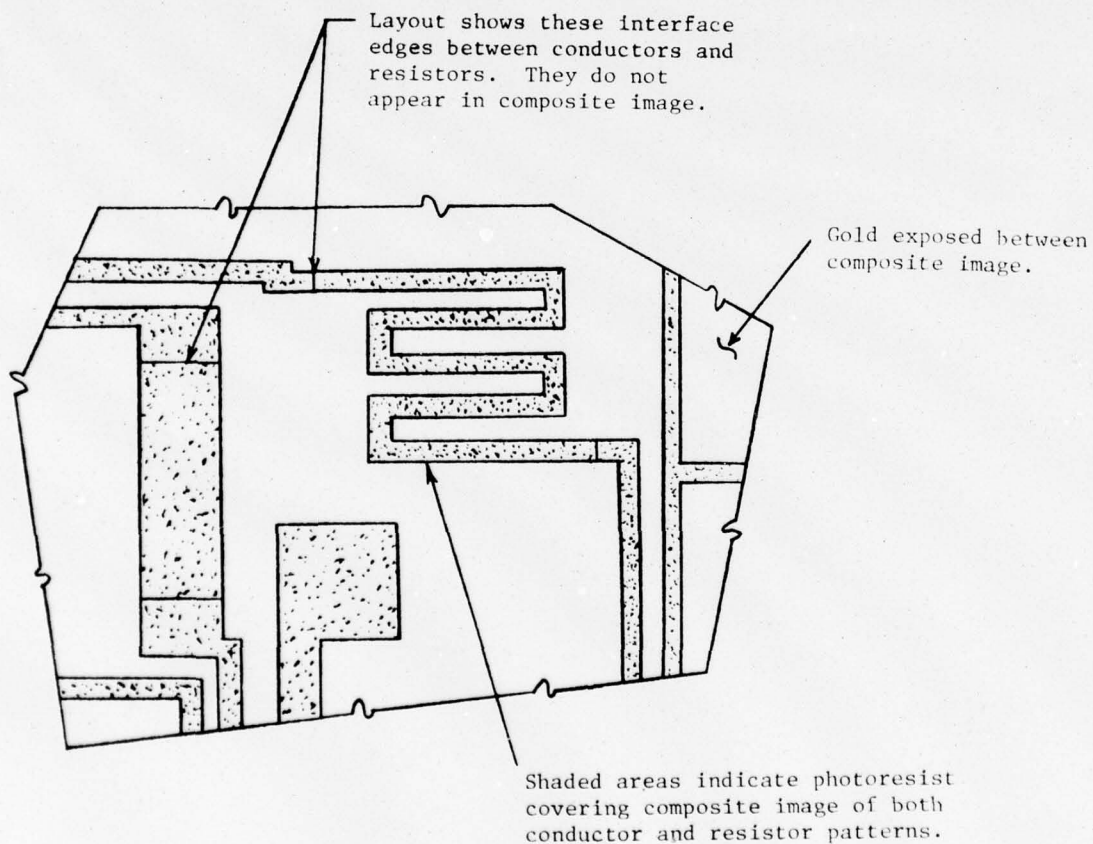 Layout shows these interface
edges between conductors and
resistors. They do not
appear in composite image.
Gold exposed between
composite image.
Shaded areas indicate photoresist
covering composite image of both
conductor and resistor patterns.